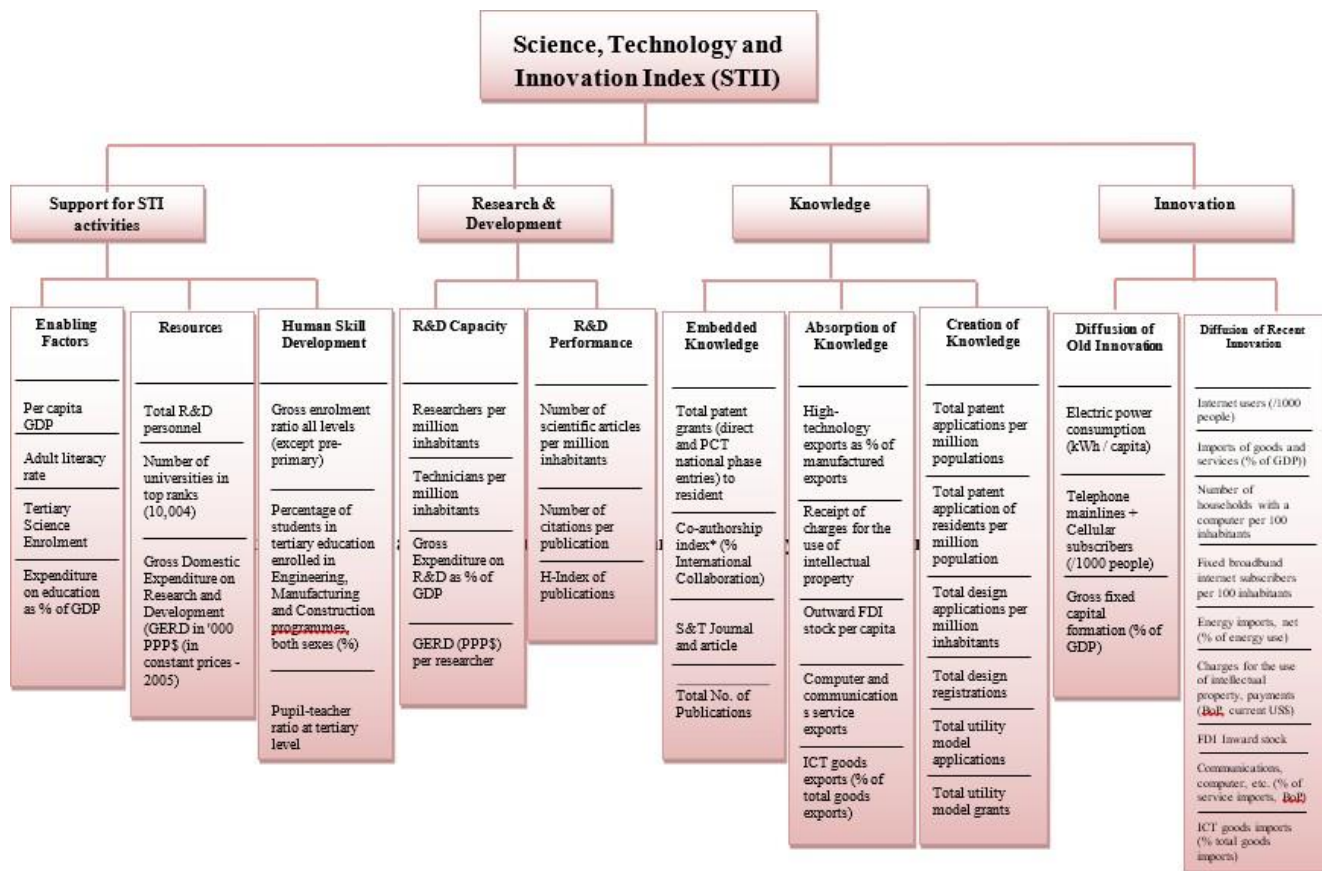 Science, Technology and
Innovation Index (STII)
Support for STI
activities
Research &
Development
Knowledge
Innovation
Enabling
Factors
Per capita
GDP
Adult literacy
rate
Tertiary
Science
Enrolment
Expenditure
on education
as % of GDP
Resources
Total R&D
personnel
Number of
universities in
top ranks
(10,004)
Gross Domestic
Expenditure on
Research and
Development
(GERD in '000
PPP$ (in
constant prices -
2005)
Human Skill
Development
Gross enrolment
ratio all levels
(except pre-
primary)
Percentage of
students in
tertiary education
enrolled in
Engineering,
Manufacturing
and Construction
programmes,
both sexes (%)
Pupil-teacher
ratio at tertiary
level
R&D Capacity
Researchers per
million
inhabitants
Technicians per
million
inhabitants
Gross
Expenditure on
R&D as % of
GDP
GERD (PPP$)
per researcher
R&D
Performance
Number of
scientific articles
per million
inhabitants
Number of
citations per
publication
H-Index of
publications
Embedded
Knowledge
Total patent
grants (direct
and PCT
national phase
entries) to
resident
Co-authorship
index* (%
International
Collaboration)
S&T Journal
and article
Total No. of
Publications
Absorption of
Knowledge
High-
technology
exports as % of
manufactured
exports
Receipt of
charges for the
use of
intellectual
property
Outward FDI
stock per capita
Computer and
communication
s service
exports
ICT goods
exports (% of
total goods
exports)
Creation of
Knowledge
Total patent
applications per
million
populations
Total patent
application of
residents per
million
population
Total design
applications per
million
inhabitants
Total design
registrations
Total utility
model
applications
Total utility
model grants
Diffusion of
Old Innovation
Electric power
consumption
(kWh / capita)
Telephone
mainlines +
Cellular
subscribers
(/1000 people)
Gross fixed
capital
formation (% of
GDP)
Diffusion of Recent
Innovation
Internet users (/1000
people)
Imports of goods and
services (% of GDP))
Number of
households with a
computer per 100
inhabitants
Fixed broadband
internet subscribers
per 100 inhabitants
Energy imports, net
(% of energy use)
Charges for the use
of intellectual
property, payments
(BoP, current US$)
FDI Inward stock
Communications,
computer, etc. (% of
service imports, BoP)
ICT goods imports
(% total goods
imports)